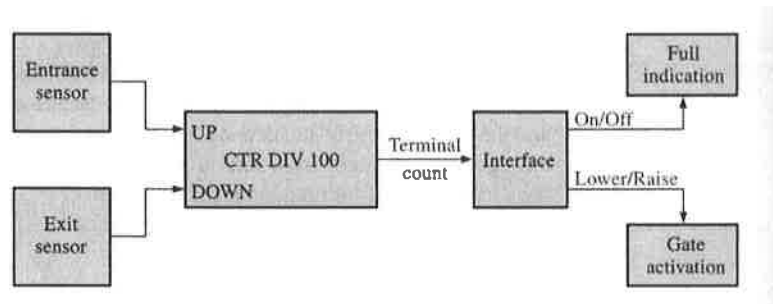 Entrance
sensor
Exit
sensor
UP
CTR DIV 100
DOWN
Terminal
count
Interface
On/Off
Lower/Raise
Full
indication
Gate
activation